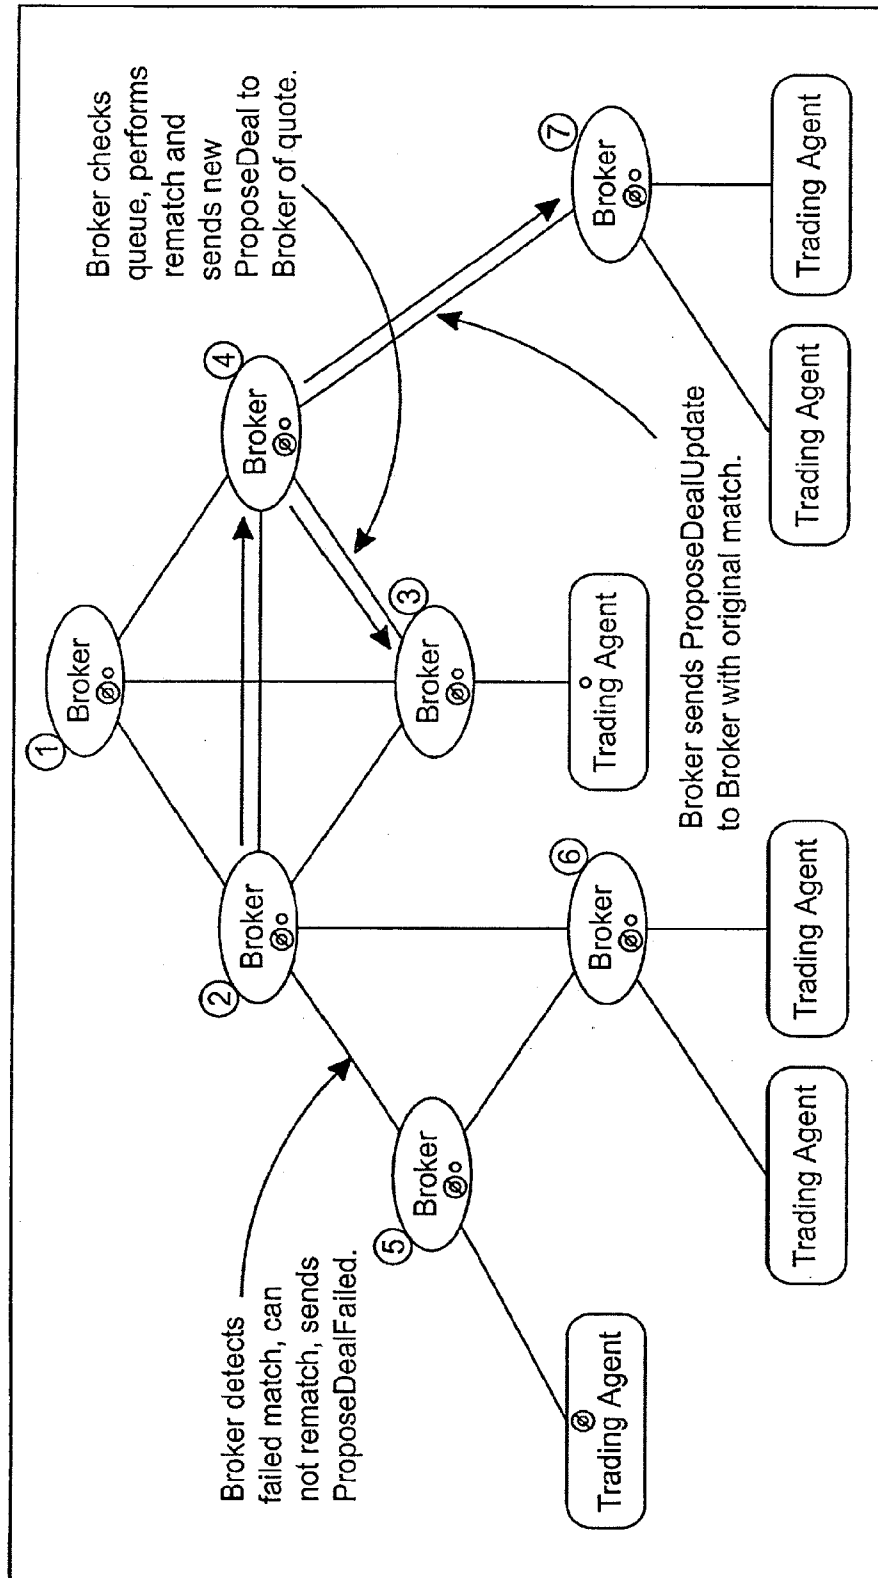 ①
Broker
Broker checks
queue, performs
rematch and
sends new
ProposeDeal to
Broker of quote.
②
Broker
④
Broker
Broker detects
failed match, can
not rematch, sends
ProposeDealFailed.
⑤
Broker
③
Broker
⑥
Broker
⑦
Broker
Trading Agent
Trading Agent
Broker sends ProposeDealUpdate
to Broker with original match.
Trading Agent
Trading Agent
Trading Agent
Trading Agent